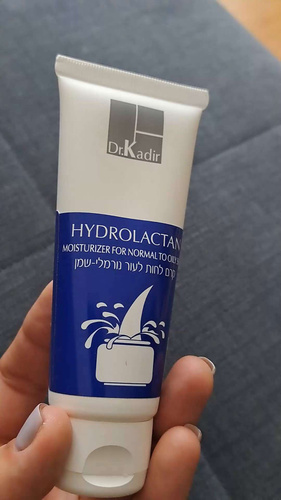 Dr.Kadir
HYDROLACTAN
MOISTURIZER FOR NORMAL TO OILY
קרם לחות לעור נורמלי-שמן